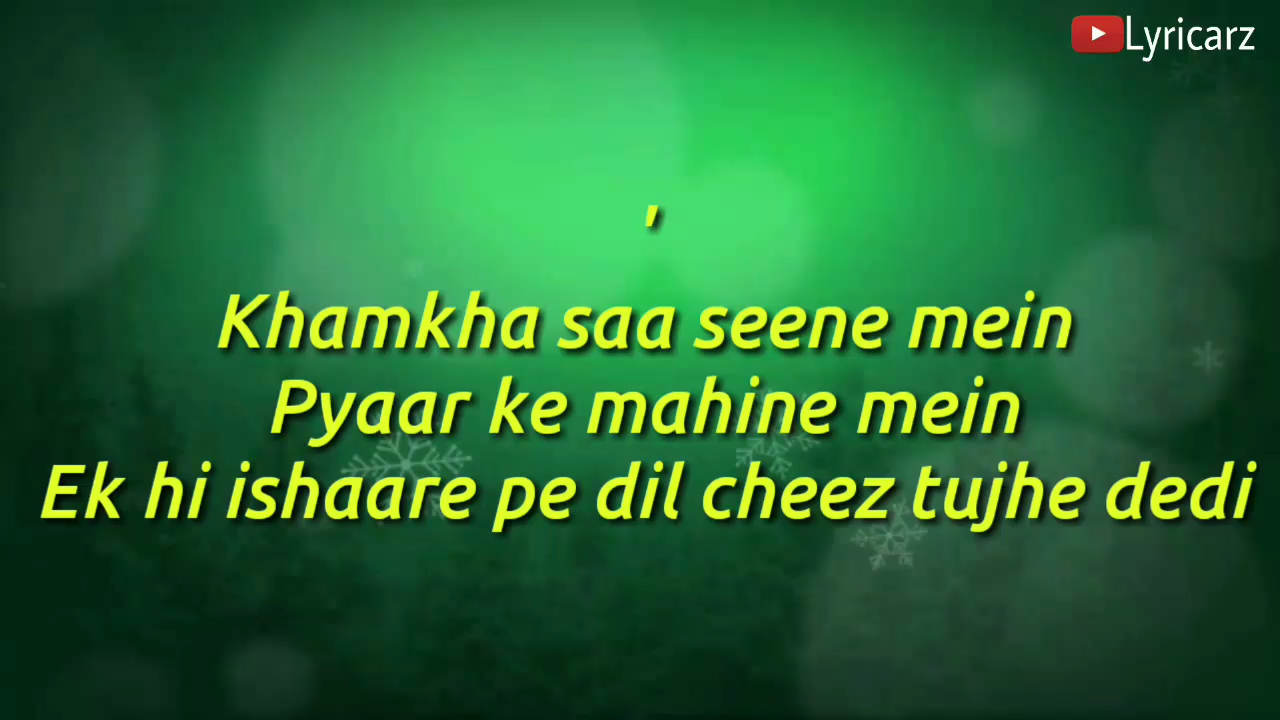 Lyricarz
'
Khamkha saa seene mein
Pyaar ke mahine mein
Ek hi ishaare pe dil cheez tujhe dedi